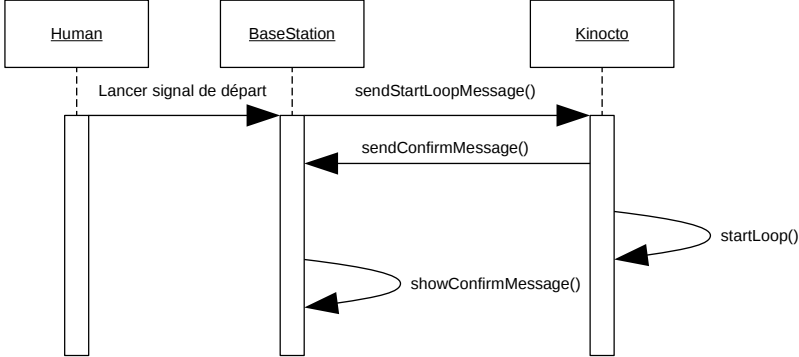 Human
BaseStation
Kinocto
Lancer signal de départ
sendStartLoopMessage()
sendConfirmMessage()
startLoop()
showConfirmMessage()